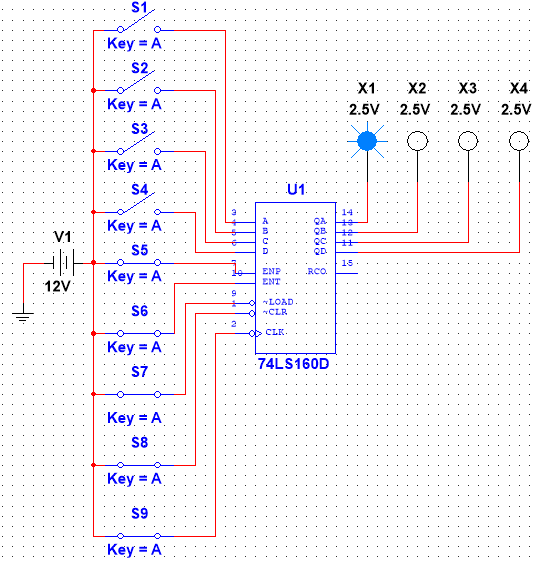 S1
Key = A
S2
Key = A
X1 X2 X3 X4
2.5V 2.5V 2.5V 2.5V
S3
Key = A
S4
Key = A
U1
3 A QA 14
4 B QB 13
5 C QC 12
6 D QD 11
7 ENP RCO 15
10 ENT
9 ~LOAD
1 ~CLR
2 CLK
74LS160D
V1
12V
S5
Key = A
S6
Key = A
S7
Key = A
S8
Key = A
S9
Key = A